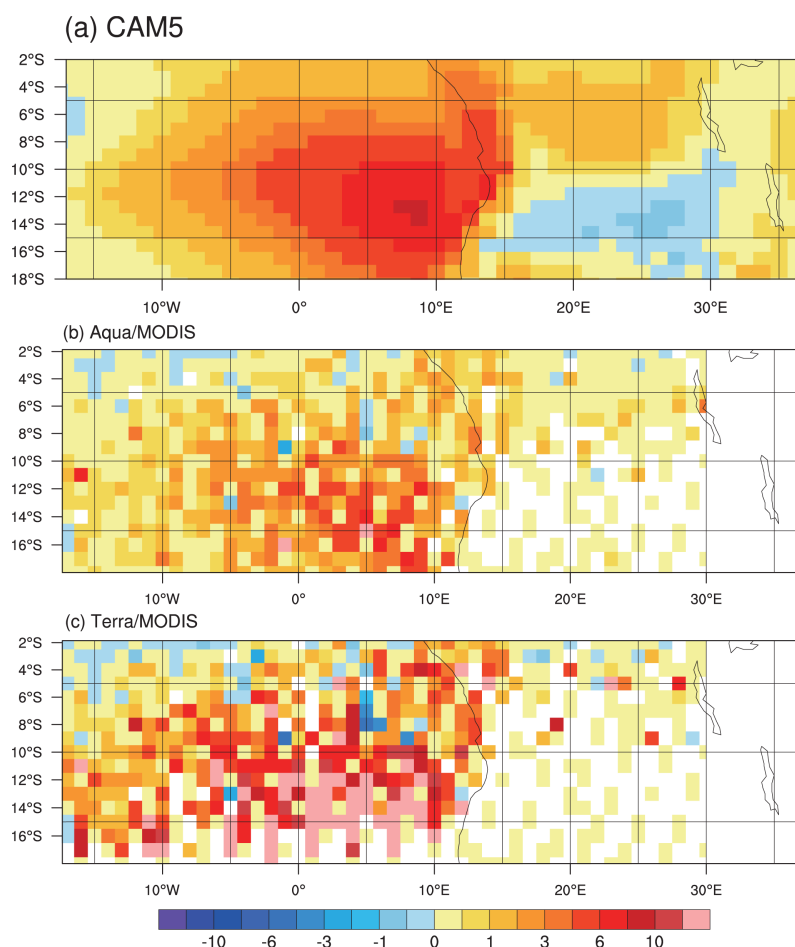 (a) CAM5
2°S
4°S
6°S
8°S
10°S
12°S
14°S
16°S
18°S
10°W 0° 10°E 20°E 30°E
(b) Aqua/MODIS
2°S
4°S
6°S
8°S
10°S
12°S
14°S
16°S
10°W 0° 10°E 20°E 30°E
(c) Terra/MODIS
2°S
4°S
6°S
8°S
10°S
12°S
14°S
16°S
10°W 0° 10°E 20°E 30°E
-10 -6 -3 -1 0 1 3 6 10